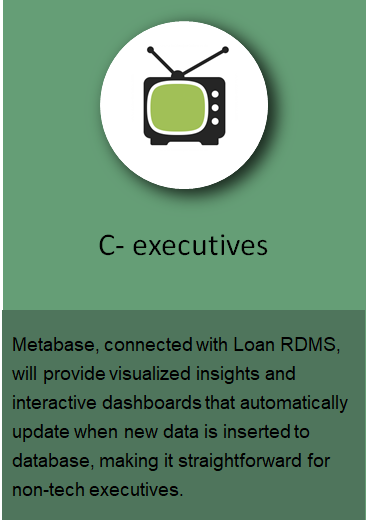 C- executives
Metabase, connected with Loan RDMS,
will provide visualized insights and
interactive dashboards that automatically
update when new data is inserted to
database, making it straightforward for
non-tech executives.